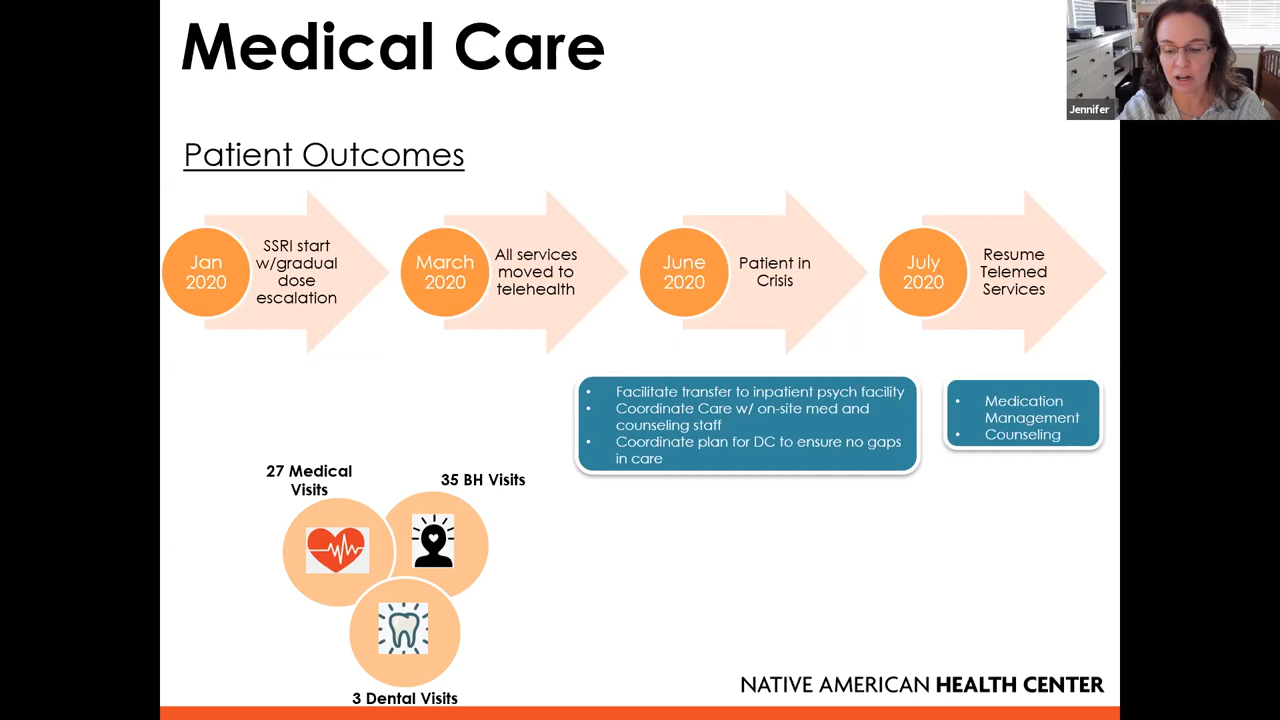 Medical Care
Jennifer
Patient Outcomes
Jan
2020
SSRI start
w/gradual
dose
escalation
March
2020
All services
moved to
telehealth
June
2020
Patient in
Crisis
July
2020
Resume
Telemed
Services
• Facilitate transfer to inpatient psych facility
• Coordinate Care w/ on-site med and
counseling staff
• Coordinate plan for DC to ensure no gaps
in care
• Medication
Management
• Counseling
27 Medical
Visits
35 BH Visits
3 Dental Visits
NATIVE AMERICAN HEALTH CENTER